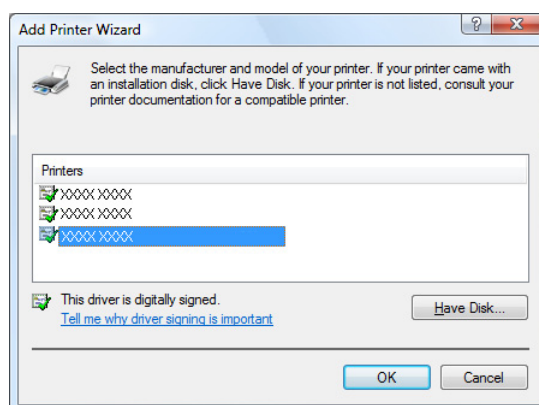 Add Printer Wizard
Select the manufacturer and model of your printer. If your printer came with
an installation disk, click Have Disk. If your printer is not listed, consult your
printer documentation for a compatible printer.
Printers
XXXX XXXX
XXXX XXXX
XXXX XXXX
This driver is digitally signed.
Tell me why driver signing is important
Have Disk...
OK
Cancel